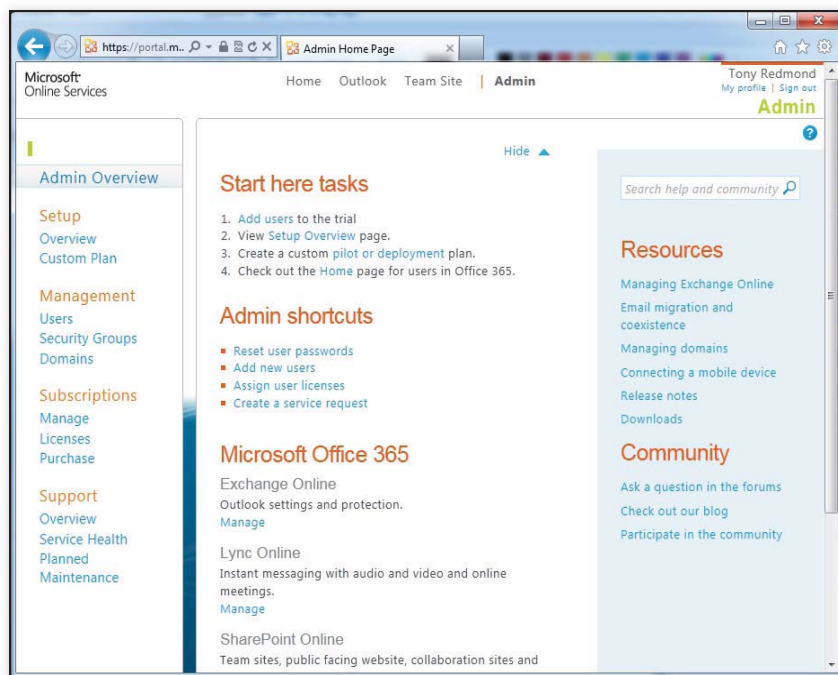 https://portal.m..
Admin Home Page
Microsoft
Online Services
Home Outlook Team Site | Admin
Tony Redmond
My profile | Sign out
Admin
Admin Overview
Setup
Overview
Custom Plan
Management
Users
Security Groups
Domains
Subscriptions
Manage
Licenses
Purchase
Support
Overview
Service Health
Planned
Maintenance
Hide
Start here tasks
1. Add users to the trial
2. View Setup Overview page.
3. Create a custom pilot or deployment plan.
4. Check out the Home page for users in Office 365.
Admin shortcuts
Reset user passwords
Add new users
Assign user licenses
Create a service request
Microsoft Office 365
Exchange Online
Outlook settings and protection.
Manage
Lync Online
Instant messaging with audio and video and online
meetings.
Manage
SharePoint Online
Team sites, public facing website, collaboration sites and
Search help and community
Resources
Managing Exchange Online
Email migration and
coexistence
Managing domains
Connecting a mobile device
Release notes
Downloads
Community
Ask a question in the forums
Check out our blog
Participate in the community